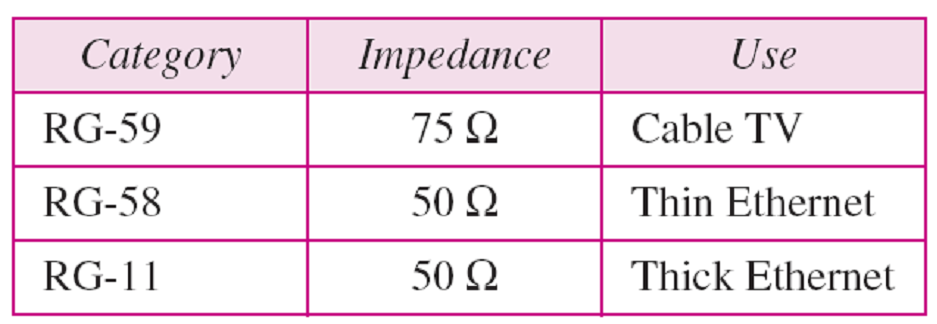 Category Impedance Use
RG-59 75 Ω Cable TV
RG-58 50 Ω Thin Ethernet
RG-11 50 Ω Thick Ethernet